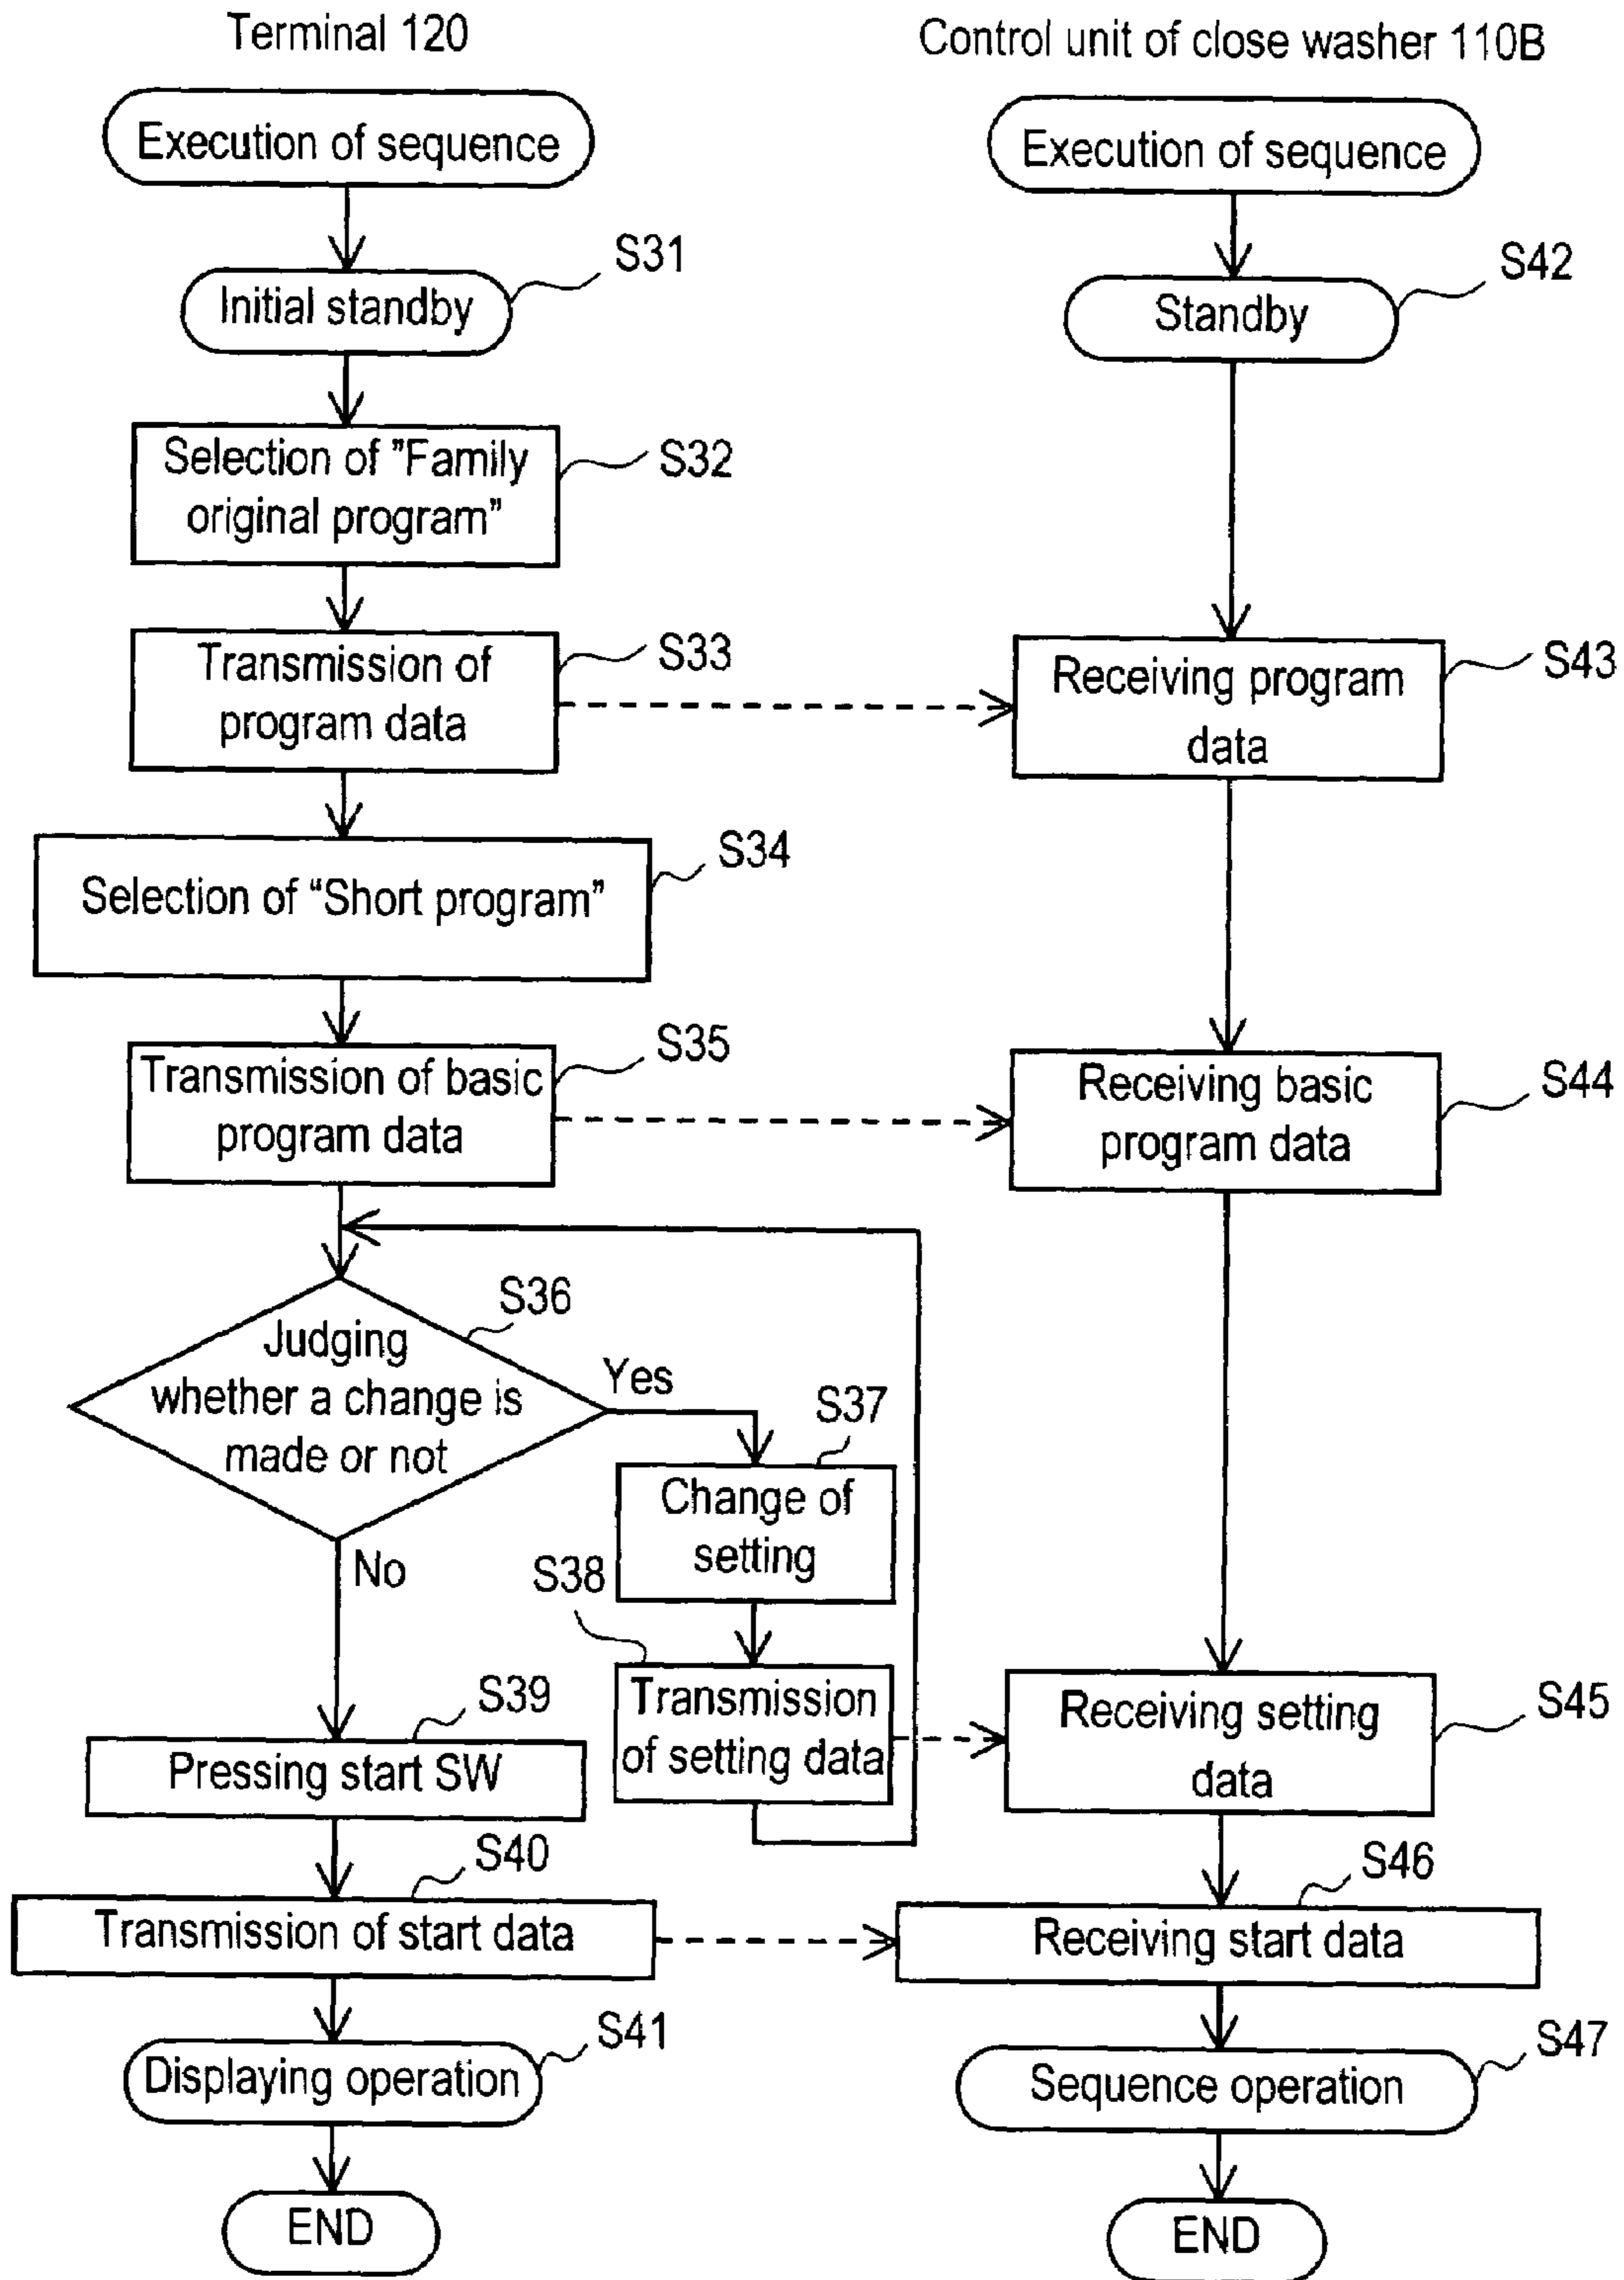 Terminal 120
Control unit of close washer 110B
Execution of sequence
Execution of sequence
S31
Initial standby
S42
Standby
Selection of "Family
original program"
S32
Transmission of
program data
S33
Receiving program
data
S43
Selection of “Short program”
S34
Transmission of basic
program data
S35
Receiving basic
program data
S44
S36
Judging
whether a change is
made or not
Yes
No
S37
Change of
setting
S38
Transmission
of setting data
Receiving setting
data
S45
S39
Pressing start SW
S40
Transmission of start data
S46
Receiving start data
S41
Displaying operation
S47
Sequence operation
END
END